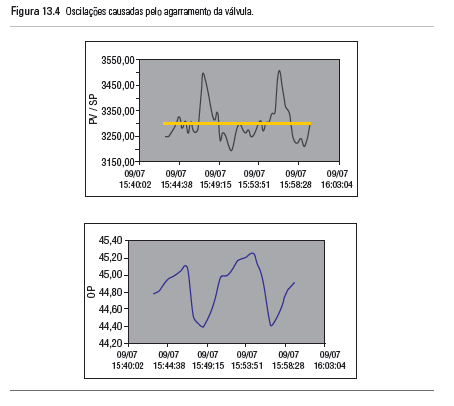 Figura 13.4 Oscilações causadas pelo agarramento da válvula.
3550,00
3450,00
3350,00
3250,00
3150,00
PV / SP
09/07 09/07 09/07 09/07 09/07 09/07
15:40:02 15:44:38 15:49:15 15:53:51 15:58:28 16:03:04
45,40
45,20
45,00
44,80
44,60
44,40
44,20
OP
09/07 09/07 09/07 09/07 09/07 09/07
15:40:02 15:44:38 15:49:15 15:53:51 15:58:28 16:03:04